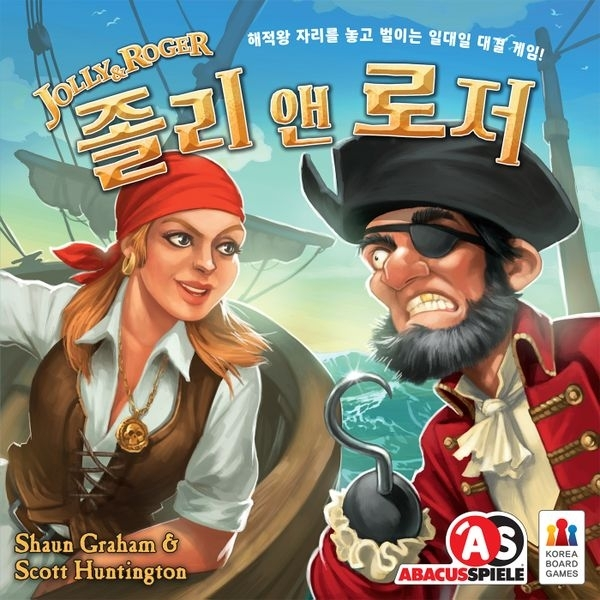 해적왕 자리를 놓고 벌이는 일대일 대결 게임!
JOLLY & ROGER
졸리 앤 로저
Shaun Graham &
Scott Huntington
AS
ABACUSSPIELE
KOREA
BOARD
GAMES